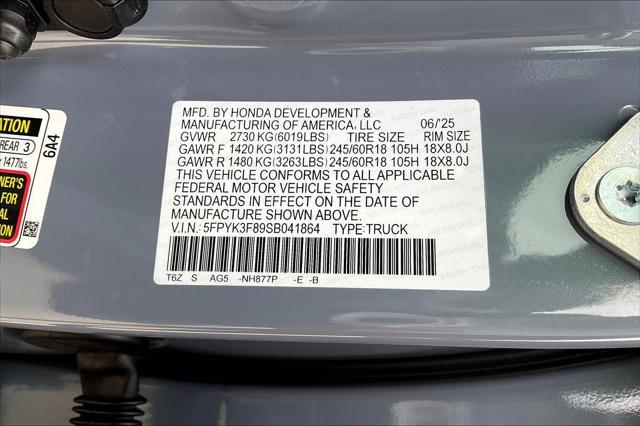 MFD. BY HONDA DEVELOPMENT &
MANUFACTURING OF AMERICA, LLC 06/'25
GVWR 2730 KG(6019LBS) TIRE SIZE RIM SIZE
GAWR F 1420 KG(3131LBS) 245/60R18 105H 18X8.0J
GAWR R 1480 KG(3263LBS) 245/60R18 105H 18X8.0J
THIS VEHICLE CONFORMS TO ALL APPLICABLE
FEDERAL MOTOR VEHICLE SAFETY
STANDARDS IN EFFECT ON THE DATE OF
MANUFACTURE SHOWN ABOVE.
V.I.N.: 5FPYK3F89SB041864 TYPE:TRUCK
T6Z S AG5 -NH877P -E -B
REAR 3
1477lbs.
FOR
6A4